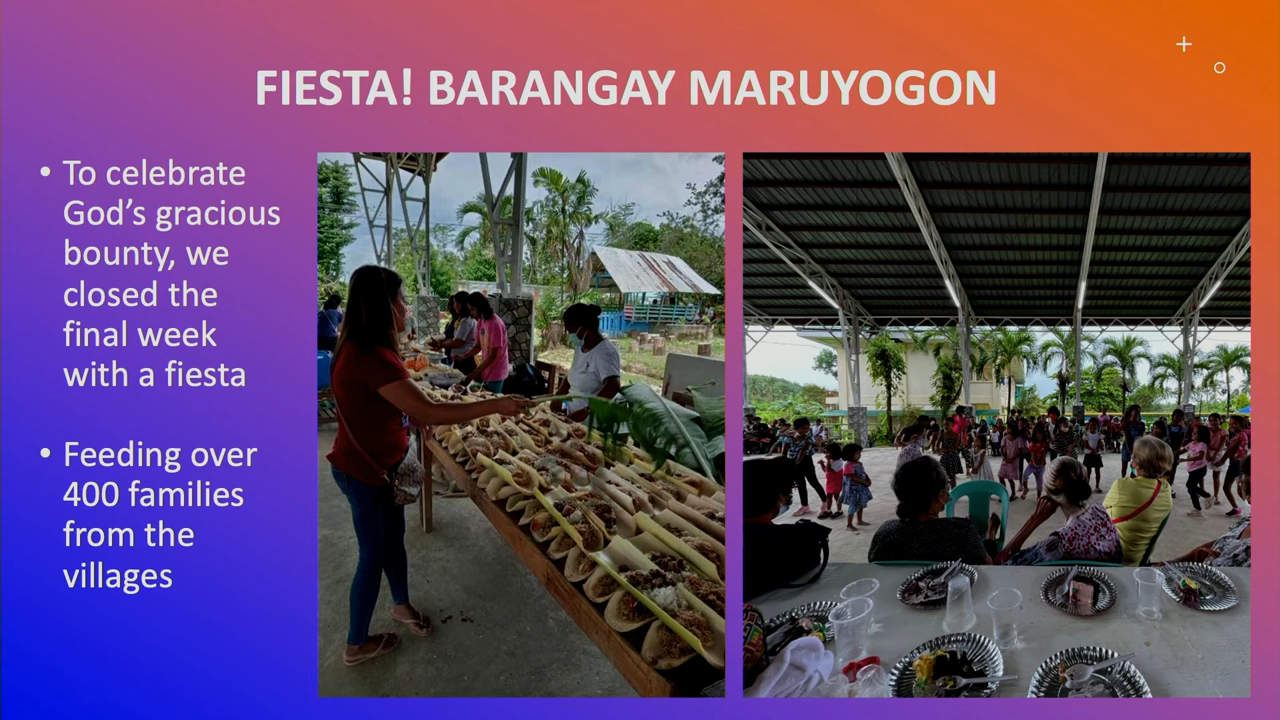 FIESTA! BARANGAY MARUYOGON
• To celebrate
God’s gracious
bounty, we
closed the
final week
with a fiesta
• Feeding over
400 families
from the
villages